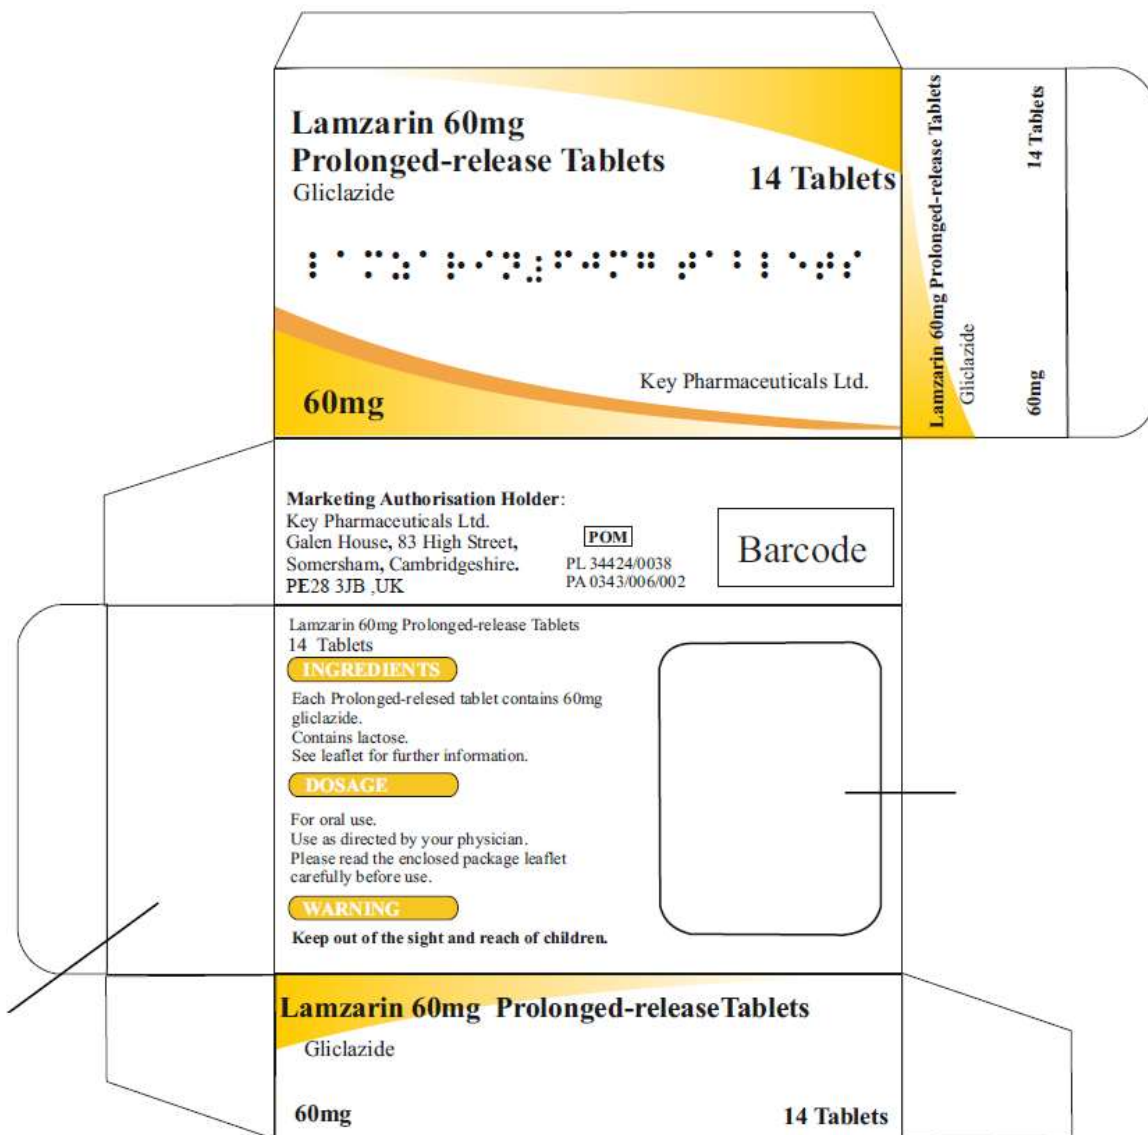 Lamzarin 60mg
Prolonged-release Tablets
Gliclazide
14 Tablets
⠇⠁⠍⠵⠁⠗⠊⠝⠼⠋⠚⠍⠛ ⠞⠁⠃⠇⠑⠞⠎
Key Pharmaceuticals Ltd.
60mg
Lamzarin 60mg Prolonged-release Tablets
Gliclazide
60mg
14 Tablets
Marketing Authorisation Holder:
Key Pharmaceuticals Ltd.
Galen House, 83 High Street,
Somersham, Cambridgeshire.
PE28 3JB ,UK
POM
PL 34424/0038
PA 0343/006/002
Barcode
Lamzarin 60mg Prolonged-release Tablets
14 Tablets
INGREDIENTS
Each Prolonged-relesed tablet contains 60mg
gliclazide.
Contains lactose.
See leaflet for further information.
DOSAGE
For oral use.
Use as directed by your physician.
Please read the enclosed package leaflet
carefully before use.
WARNING
Keep out of the sight and reach of children.
Lamzarin 60mg Prolonged-releaseTablets
Gliclazide
60mg
14 Tablets